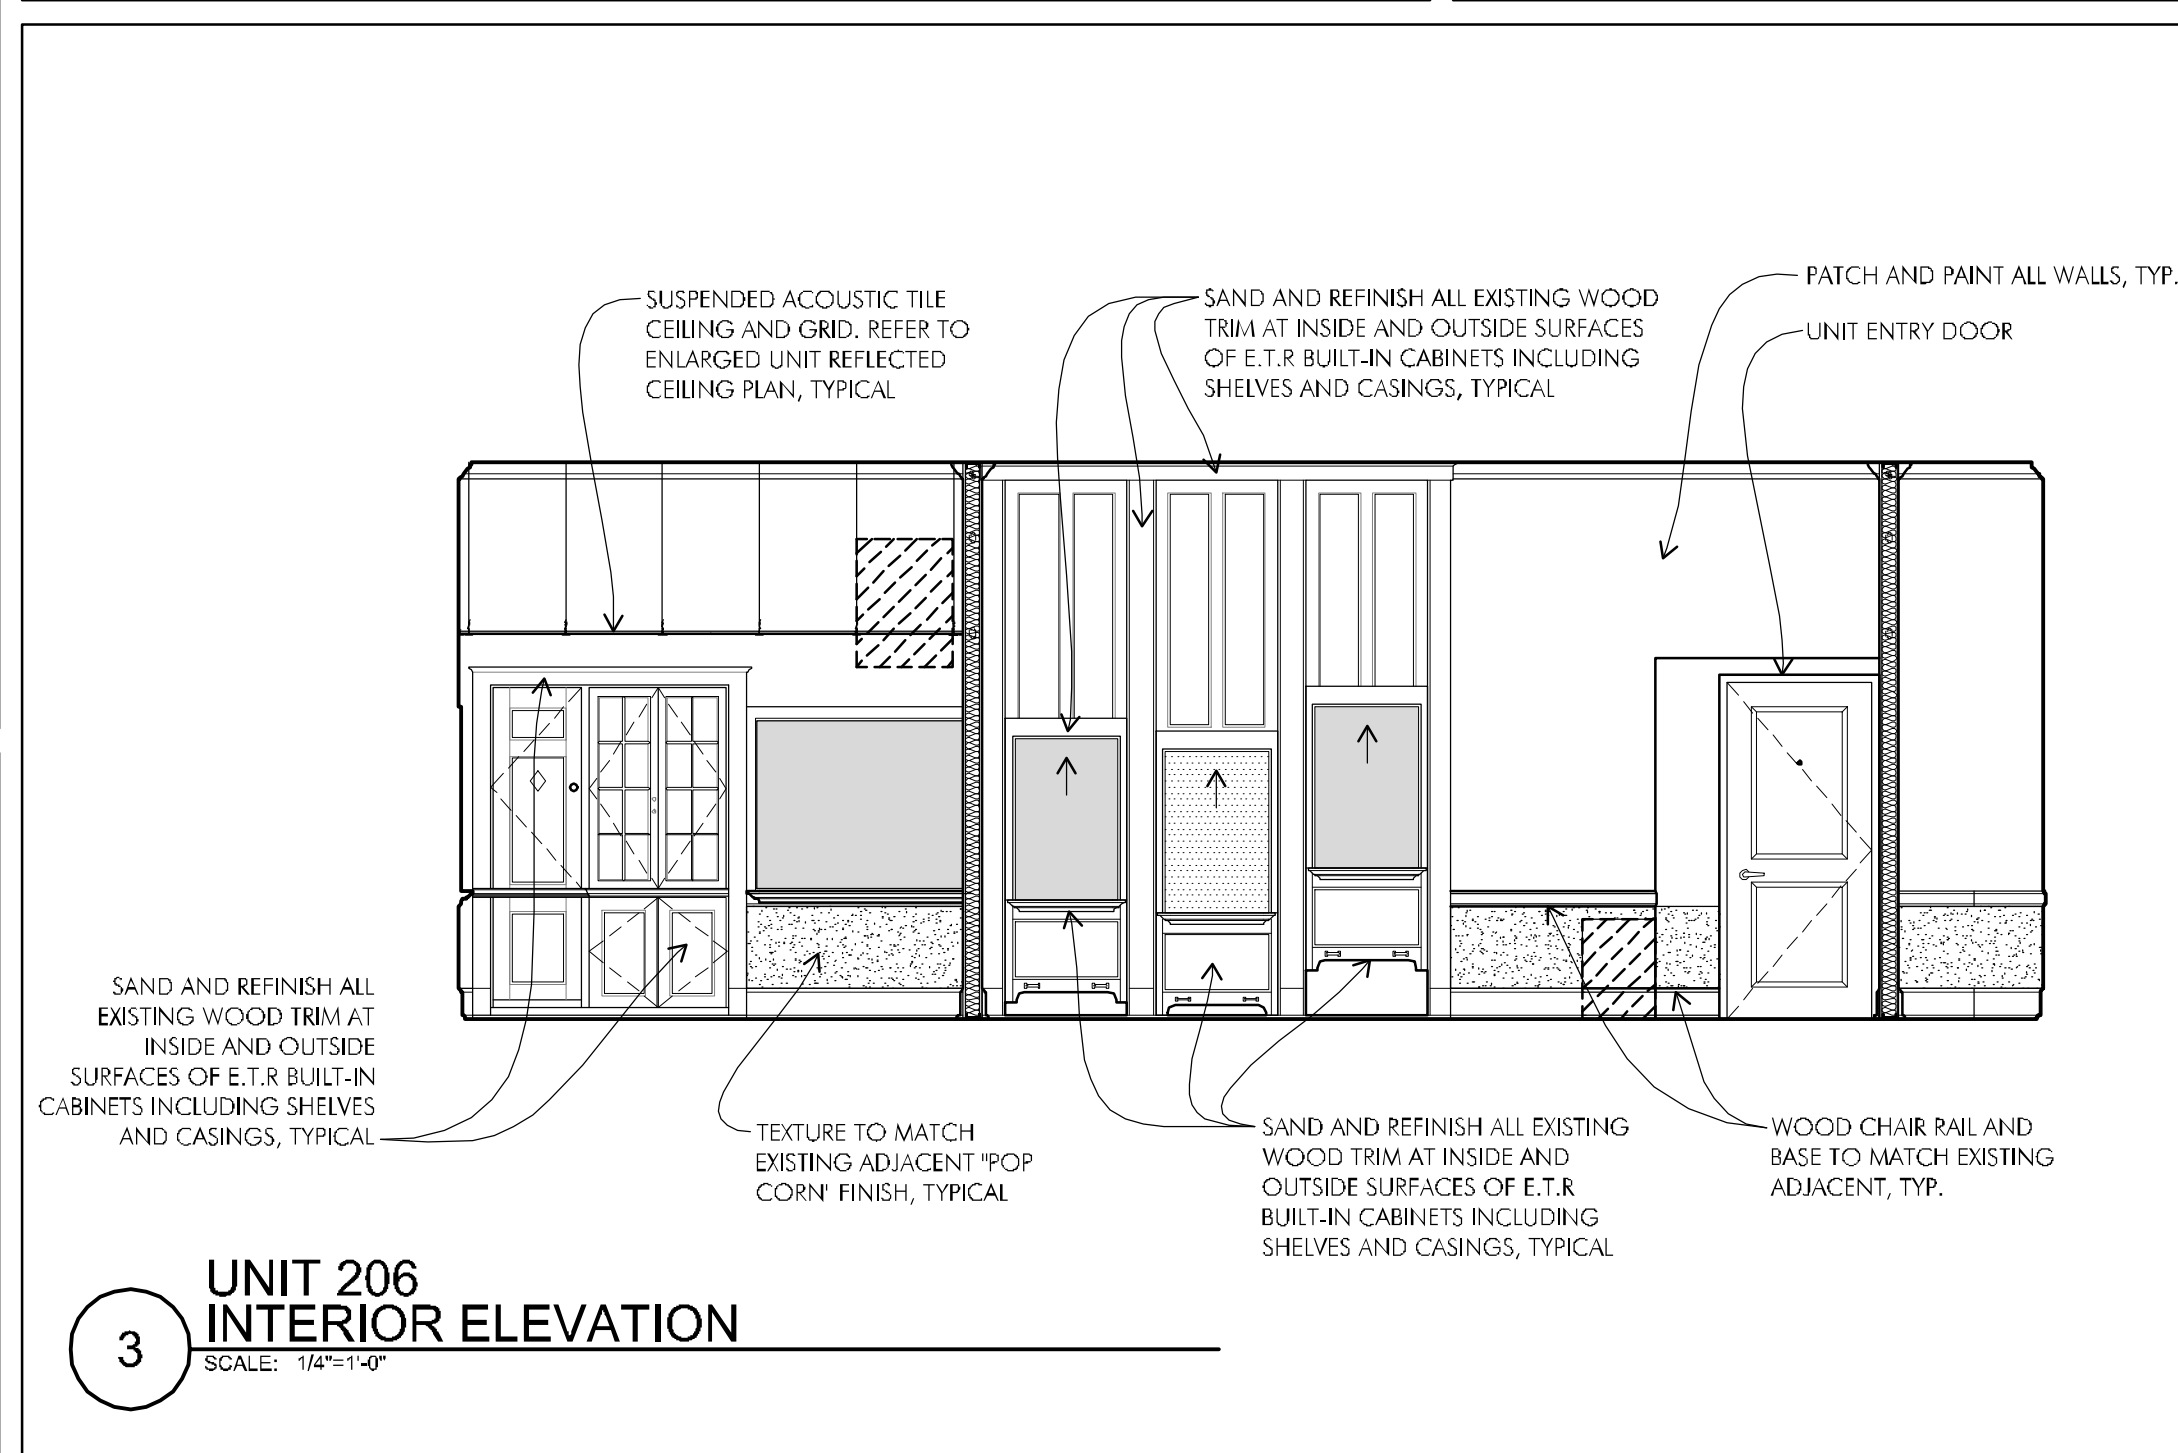 SUSPENDED ACOUSTIC TILE
CEILING AND GRID. REFER TO
ENLARGED UNIT REFLECTED
CEILING PLAN, TYPICAL
SAND AND REFINISH ALL EXISTING WOOD
TRIM AT INSIDE AND OUTSIDE SURFACES
OF E.T.R BUILT-IN CABINETS INCLUDING
SHELVES AND CASINGS, TYPICAL
PATCH AND PAINT ALL WALLS, TYP.
UNIT ENTRY DOOR
SAND AND REFINISH ALL
EXISTING WOOD TRIM AT
INSIDE AND OUTSIDE
SURFACES OF E.T.R BUILT-IN
CABINETS INCLUDING SHELVES
AND CASINGS, TYPICAL
TEXTURE TO MATCH
EXISTING ADJACENT "POP
CORN' FINISH, TYPICAL
SAND AND REFINISH ALL EXISTING
WOOD TRIM AT INSIDE AND
OUTSIDE SURFACES OF E.T.R
BUILT-IN CABINETS INCLUDING
SHELVES AND CASINGS, TYPICAL
WOOD CHAIR RAIL AND
BASE TO MATCH EXISTING
ADJACENT, TYP.
3
UNIT 206
INTERIOR ELEVATION
SCALE: 1/4"=1'-0"